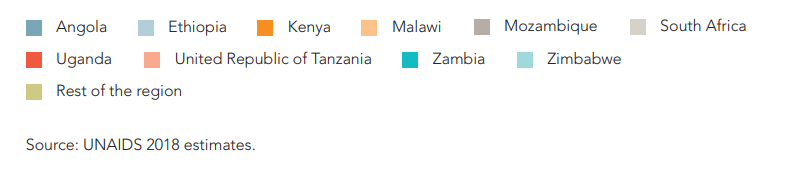 Angola Ethiopia Kenya Malawi Mozambique South Africa
Uganda United Republic of Tanzania Zambia Zimbabwe
Rest of the region
Source: UNAIDS 2018 estimates.